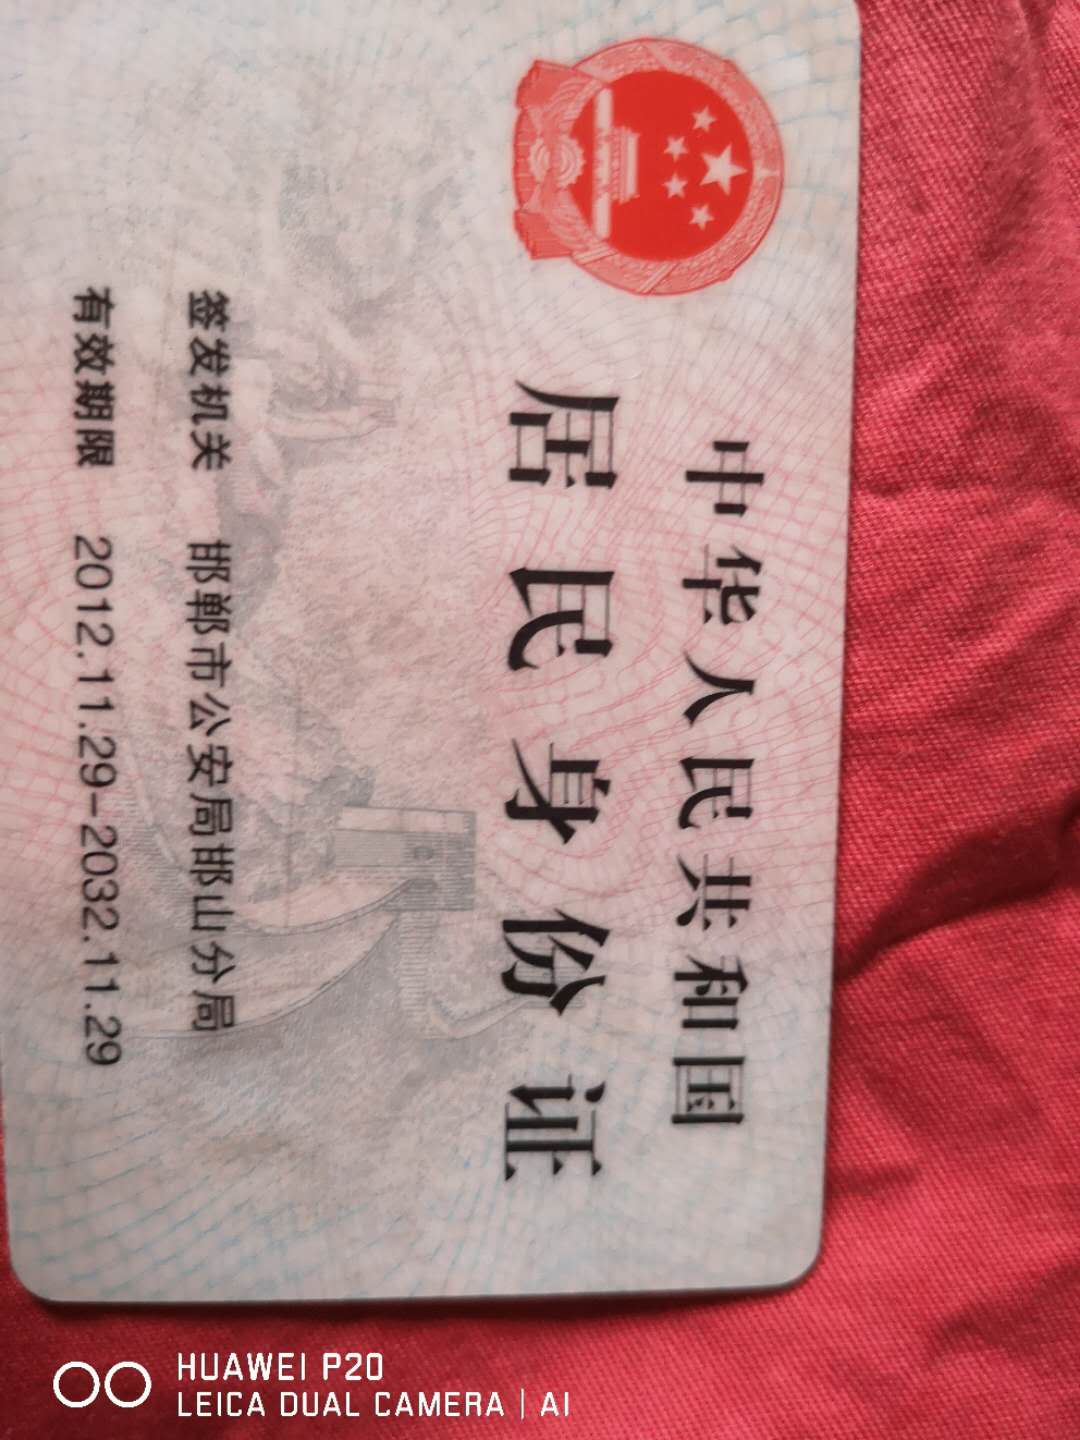 中华人民共和国
居民身份证
签发机关 邯郸市公安局邯山分局
有效期限 2012.11.29-2032.11.29
HUAWEI P20
LEICA DUAL CAMERA | AI